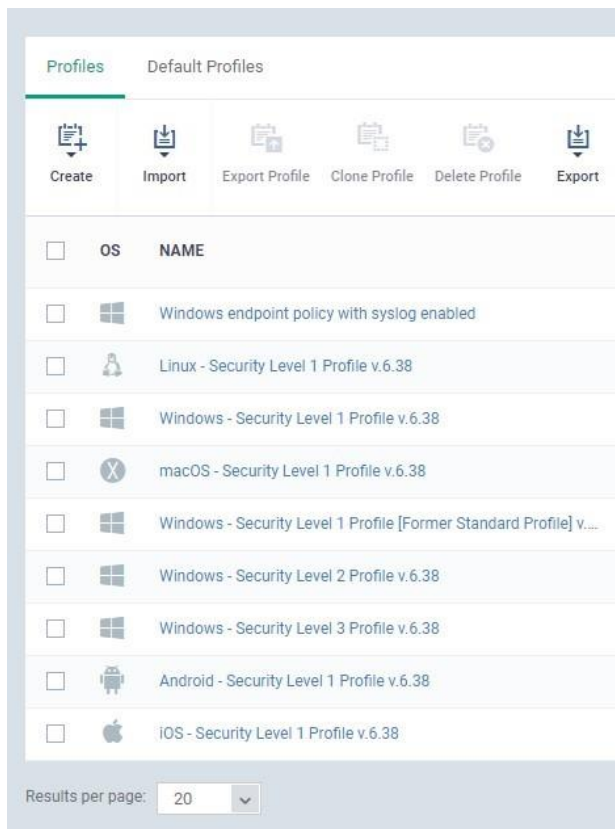 Profiles Default Profiles
Create Import Export Profile Clone Profile Delete Profile Export
OS NAME
Windows endpoint policy with syslog enabled
Linux - Security Level 1 Profile v.6.38
Windows - Security Level 1 Profile v.6.38
macOS - Security Level 1 Profile v.6.38
Windows - Security Level 1 Profile [Former Standard Profile] v....
Windows - Security Level 2 Profile v.6.38
Windows - Security Level 3 Profile v.6.38
Android - Security Level 1 Profile v.6.38
iOS - Security Level 1 Profile v.6.38
Results per page: 20